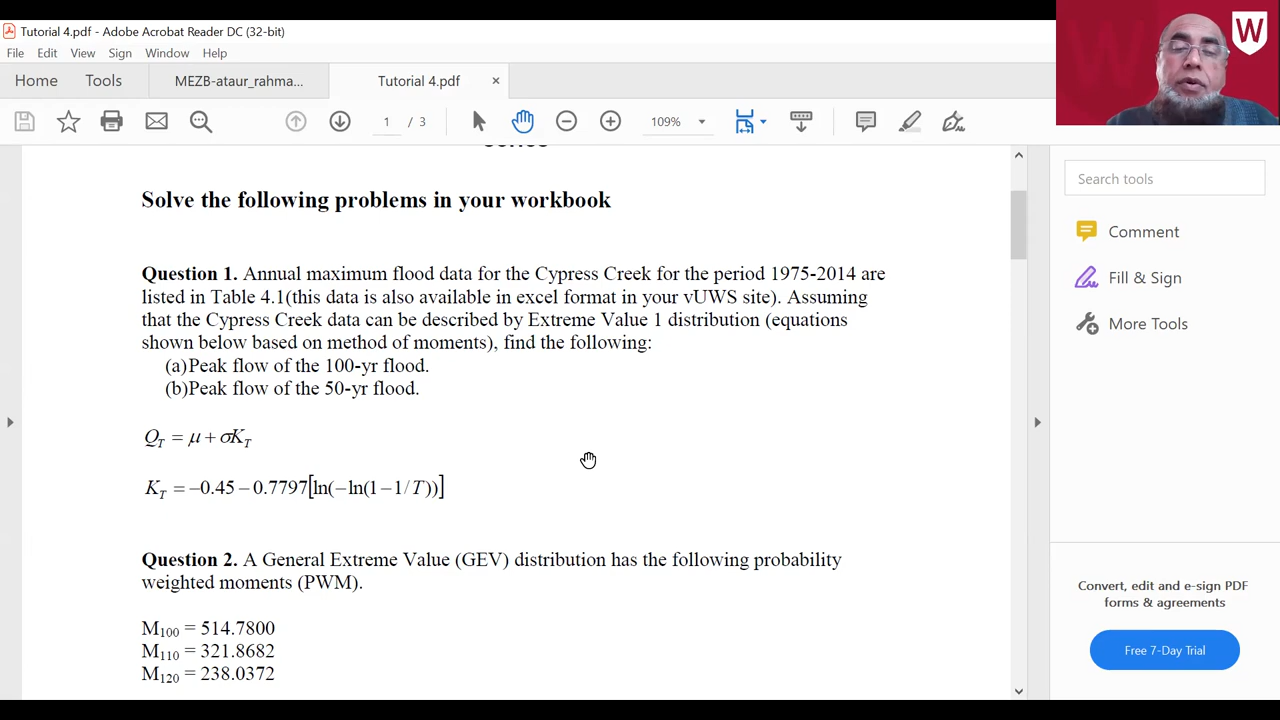 Tutorial 4.pdf - Adobe Acrobat Reader DC (32-bit)
File Edit View Sign Window Help
Home Tools MEZB-ataur_rahma... Tutorial 4.pdf ×
1 / 3 109%
W
Solve the following problems in your workbook
Question 1. Annual maximum flood data for the Cypress Creek for the period 1975-2014 are
listed in Table 4.1(this data is also available in excel format in your vUWS site). Assuming
that the Cypress Creek data can be described by Extreme Value 1 distribution (equations
shown below based on method of moments), find the following:
(a)Peak flow of the 100-yr flood.
(b)Peak flow of the 50-yr flood.
Q_T = μ + σK_T
K_T = −0.45 − 0.7797[ln(−ln(1−1/T))]
Question 2. A General Extreme Value (GEV) distribution has the following probability
weighted moments (PWM).
M₁₀₀ = 514.7800
M₁₁₀ = 321.8682
M₁₂₀ = 238.0372
Search tools
Comment
Fill & Sign
More Tools
Convert, edit and e-sign PDF
forms & agreements
Free 7-Day Trial